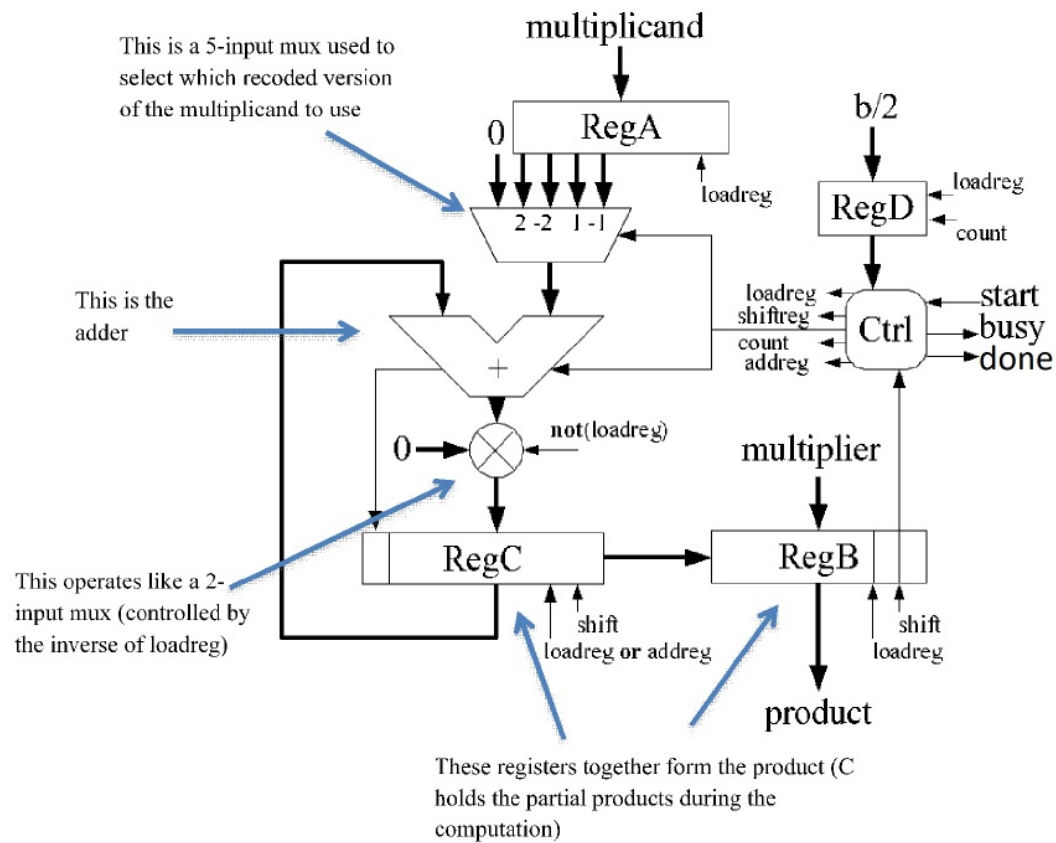 multiplicand
This is a 5-input mux used to
select which recoded version
of the multiplicand to use
RegA
0
loadreg
2 -2 1 -1
b/2
RegD
loadreg
count
This is the
adder
+
loadreg
shiftreg
count
addreg
Ctrl
start
busy
done
0
not(loadreg)
multiplier
RegC
RegB
This operates like a 2-
input mux (controlled by
the inverse of loadreg)
shift
loadreg or addreg
shift
loadreg
product
These registers together form the product (C
holds the partial products during the
computation)